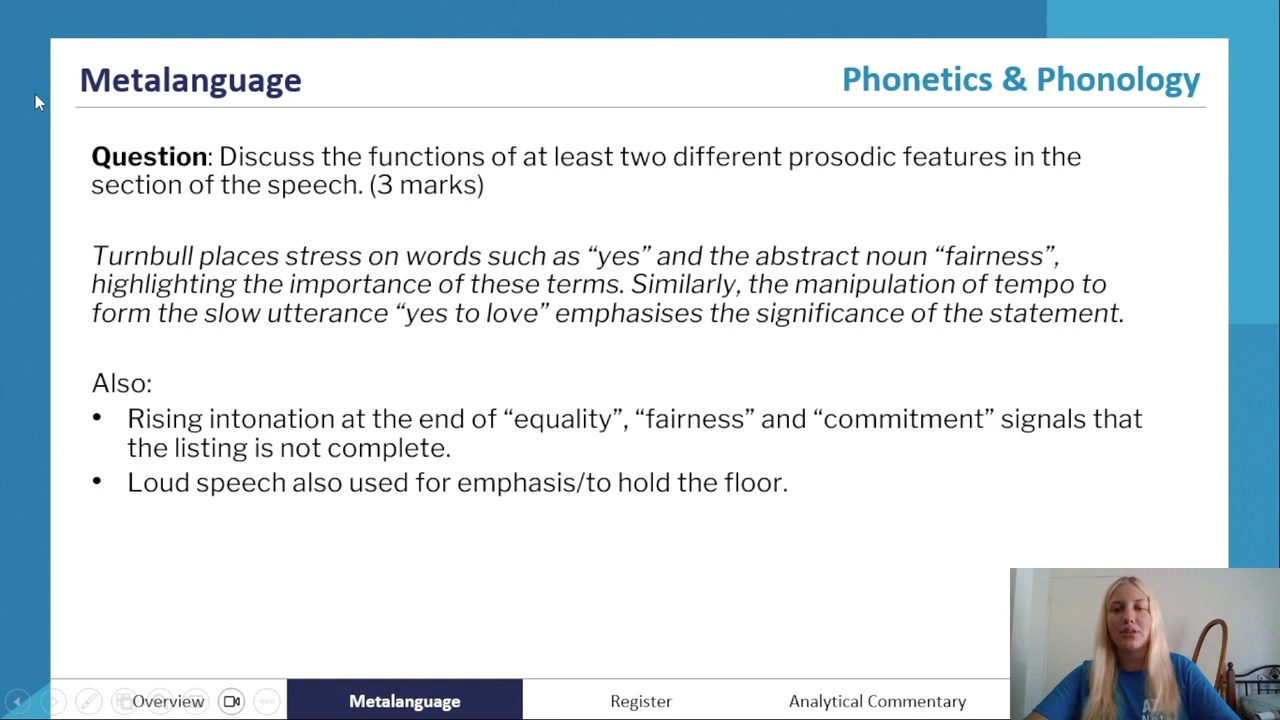 Metalanguage
Phonetics & Phonology
Question: Discuss the functions of at least two different prosodic features in the
section of the speech. (3 marks)
Turnbull places stress on words such as “yes” and the abstract noun “fairness”,
highlighting the importance of these terms. Similarly, the manipulation of tempo to
form the slow utterance “yes to love” emphasises the significance of the statement.
Also:
• Rising intonation at the end of “equality”, “fairness” and “commitment” signals that
the listing is not complete.
• Loud speech also used for emphasis/to hold the floor.
Overview
Metalanguage
Register
Analytical Commentary